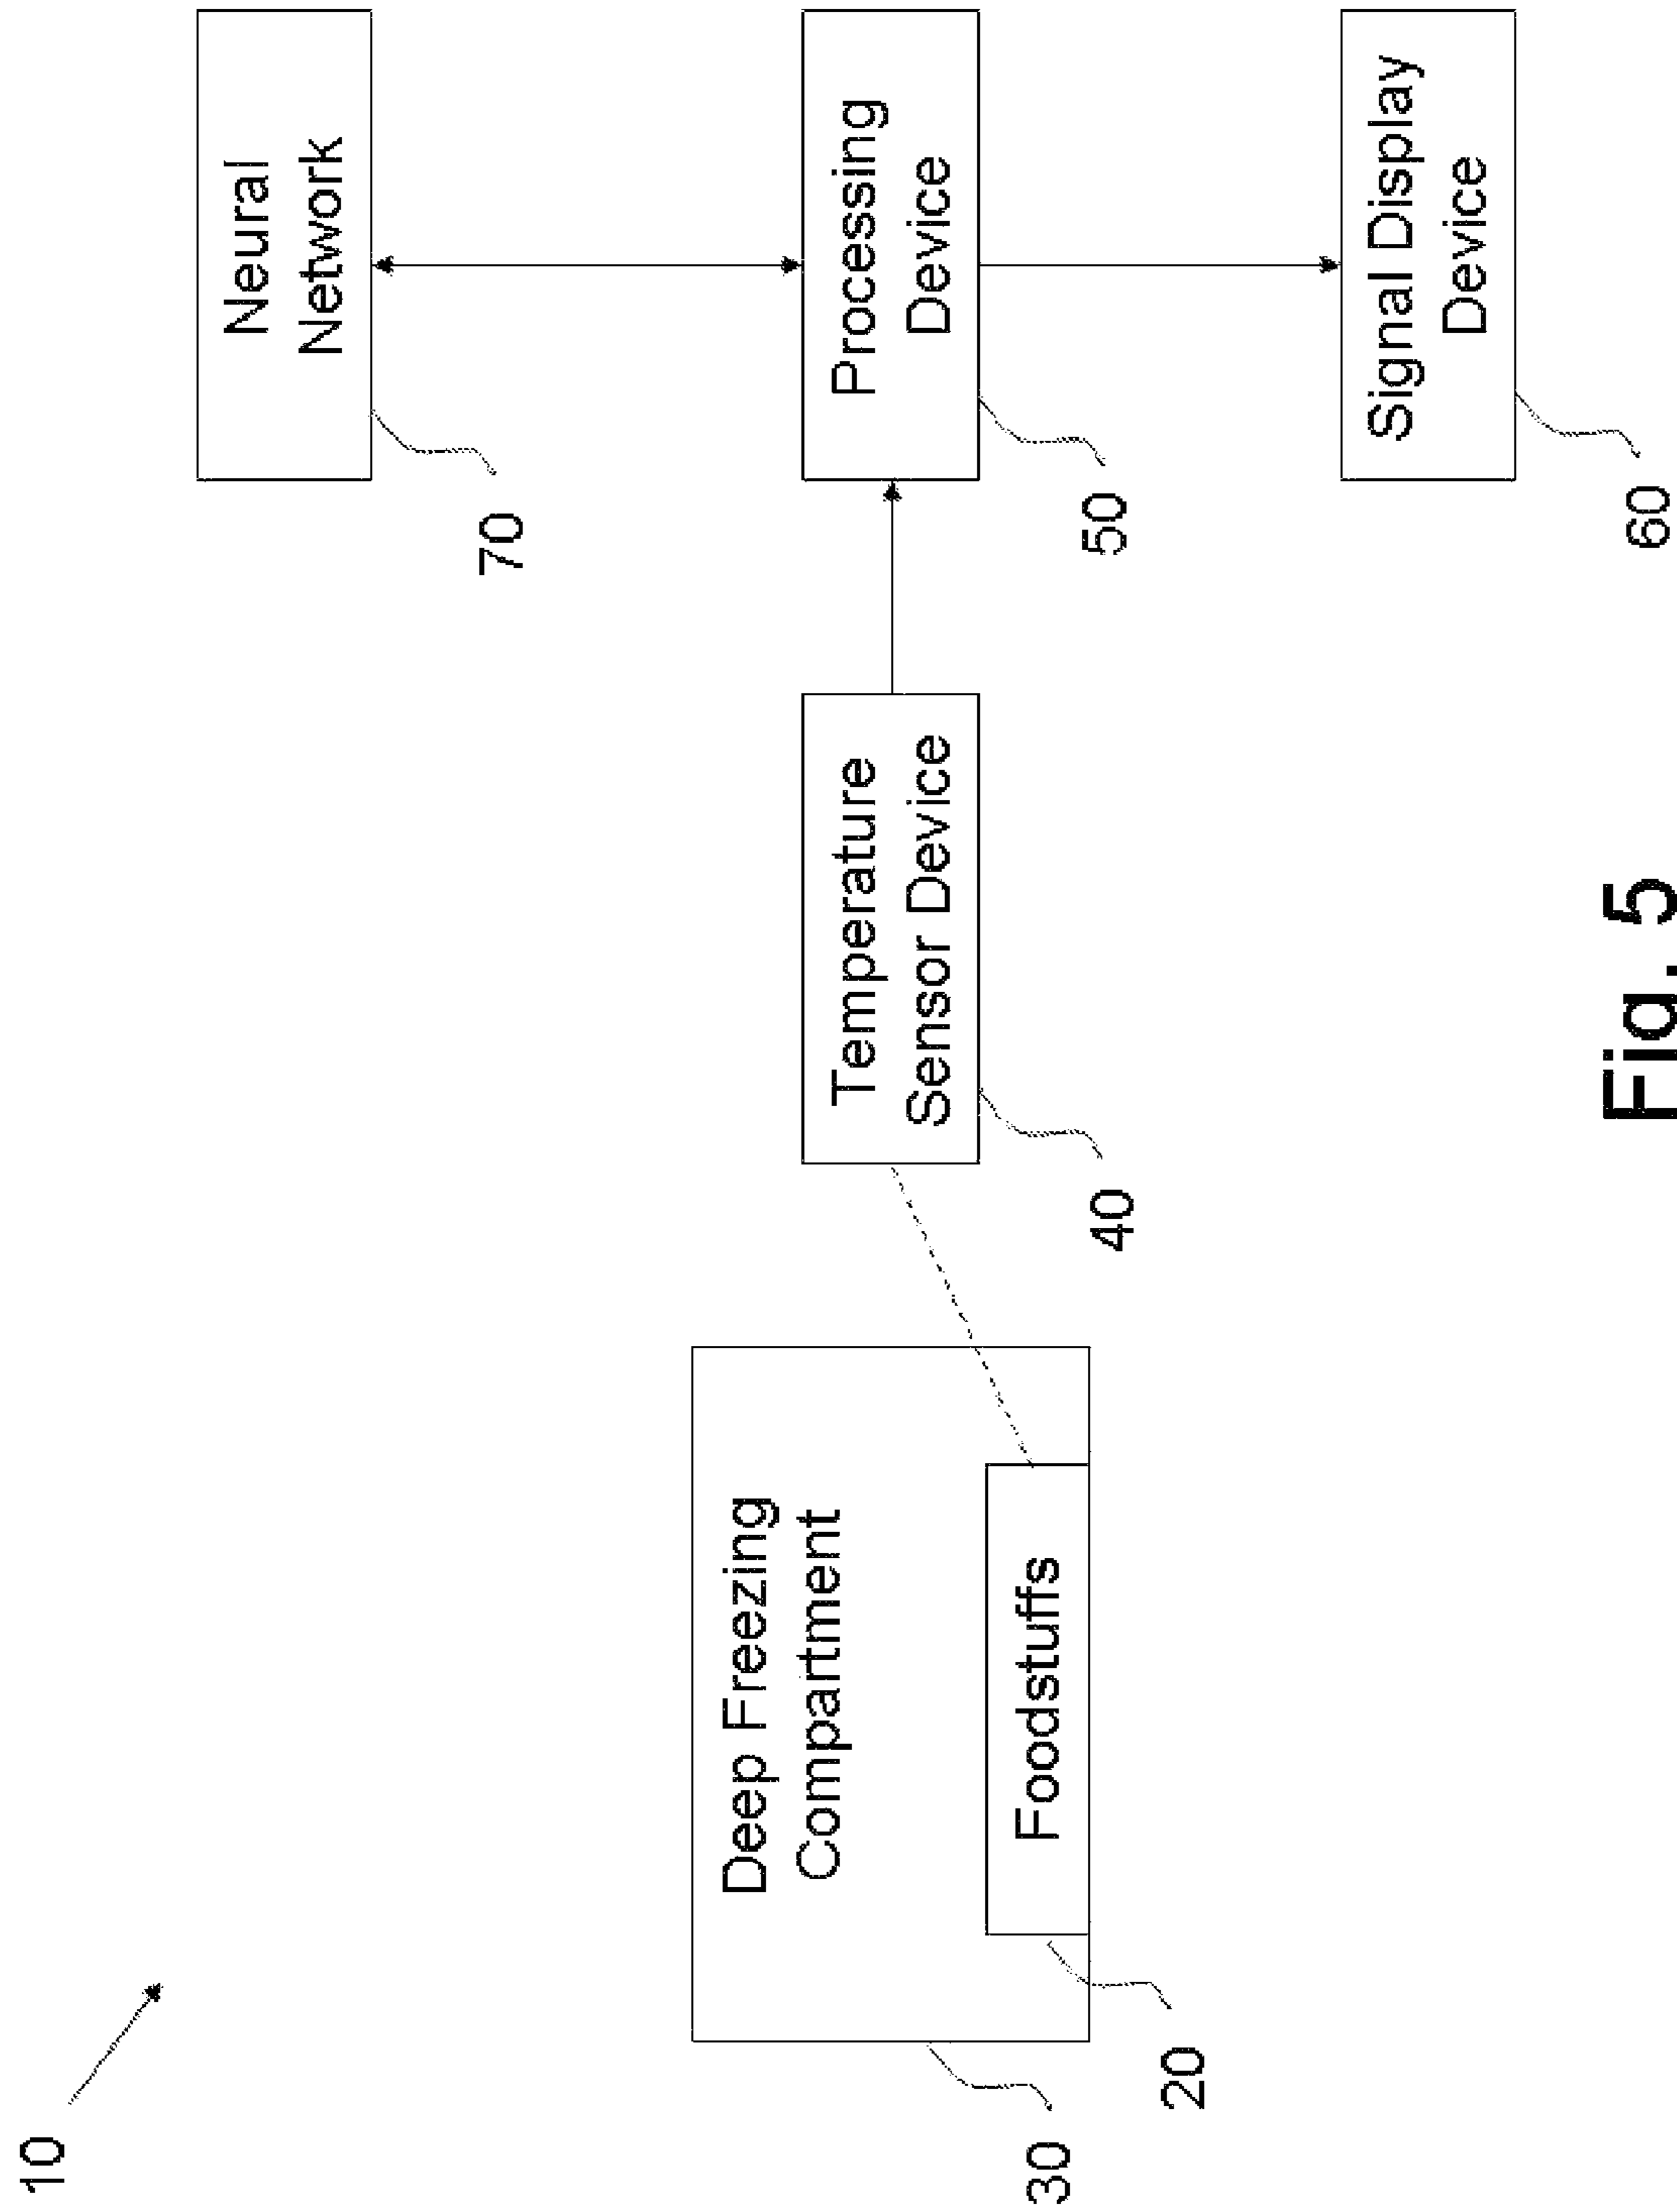 10
Neural
Network
70
Deep Freezing
Compartment
Temperature
Sensor Device
Processing
Device
Foodstuffs
30
20
40
50
Signal Display
Device
60
Fig. 5